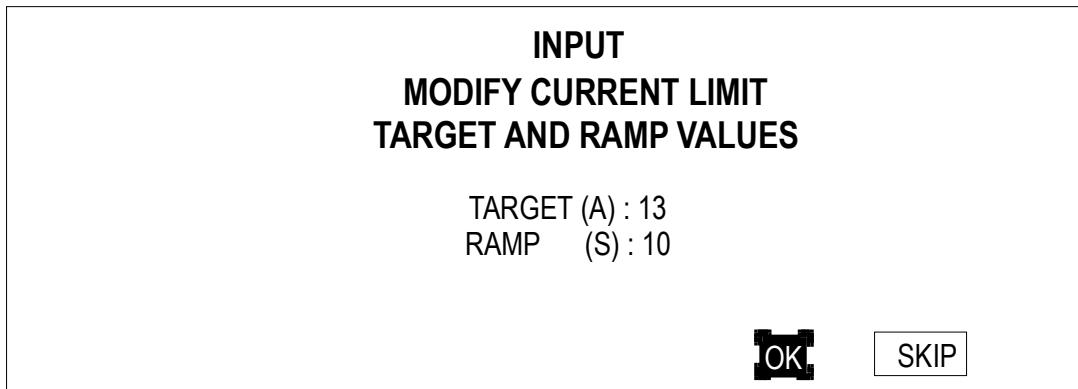 INPUT
MODIFY CURRENT LIMIT
TARGET AND RAMP VALUES
TARGET (A) : 13
RAMP (S) : 10
OK SKIP